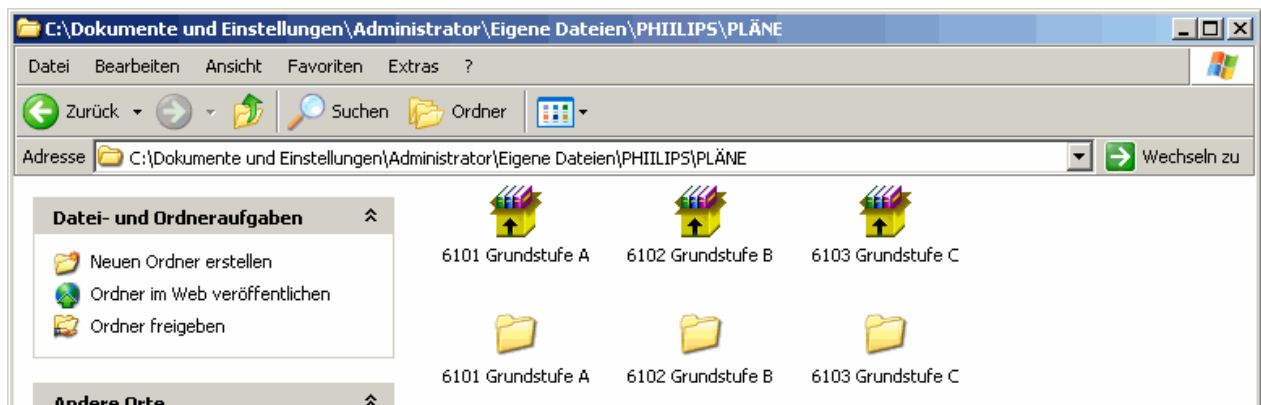 C:\Dokumente und Einstellungen\Administrator\Eigene Dateien\PHIILIPS\PLÄNE
Datei Bearbeiten Ansicht Favoriten Extras ?
Zurück Suchen Ordner
Adresse C:\Dokumente und Einstellungen\Administrator\Eigene Dateien\PHIILIPS\PLÄNE Wechseln zu
Datei- und Ordneraufgaben
Neuen Ordner erstellen
Ordner im Web veröffentlichen
Ordner freigeben
Andere Orte
6101 Grundstufe A 6102 Grundstufe B 6103 Grundstufe C
6101 Grundstufe A 6102 Grundstufe B 6103 Grundstufe C